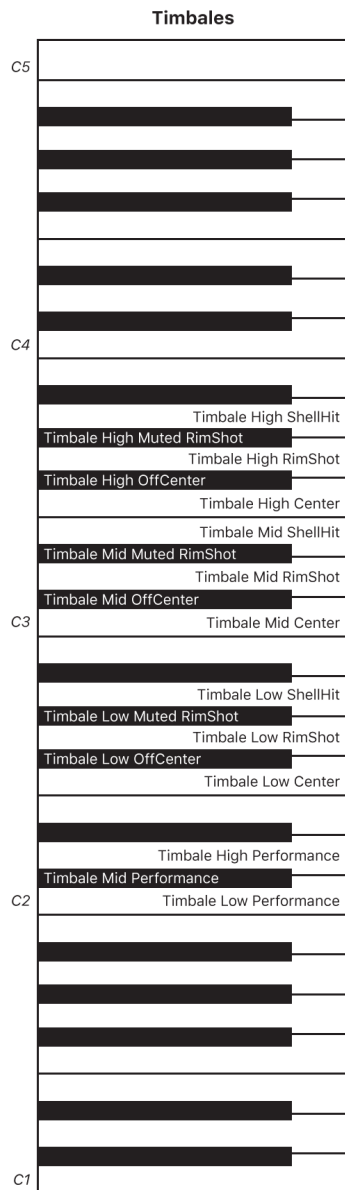 Timbales
C5
C4
Timbale High ShellHit
Timbale High Muted RimShot
Timbale High RimShot
Timbale High OffCenter
Timbale High Center
Timbale Mid ShellHit
Timbale Mid Muted RimShot
Timbale Mid RimShot
Timbale Mid OffCenter
C3
Timbale Mid Center
Timbale Low ShellHit
Timbale Low Muted RimShot
Timbale Low RimShot
Timbale Low OffCenter
Timbale Low Center
Timbale High Performance
Timbale Mid Performance
C2
Timbale Low Performance
C1